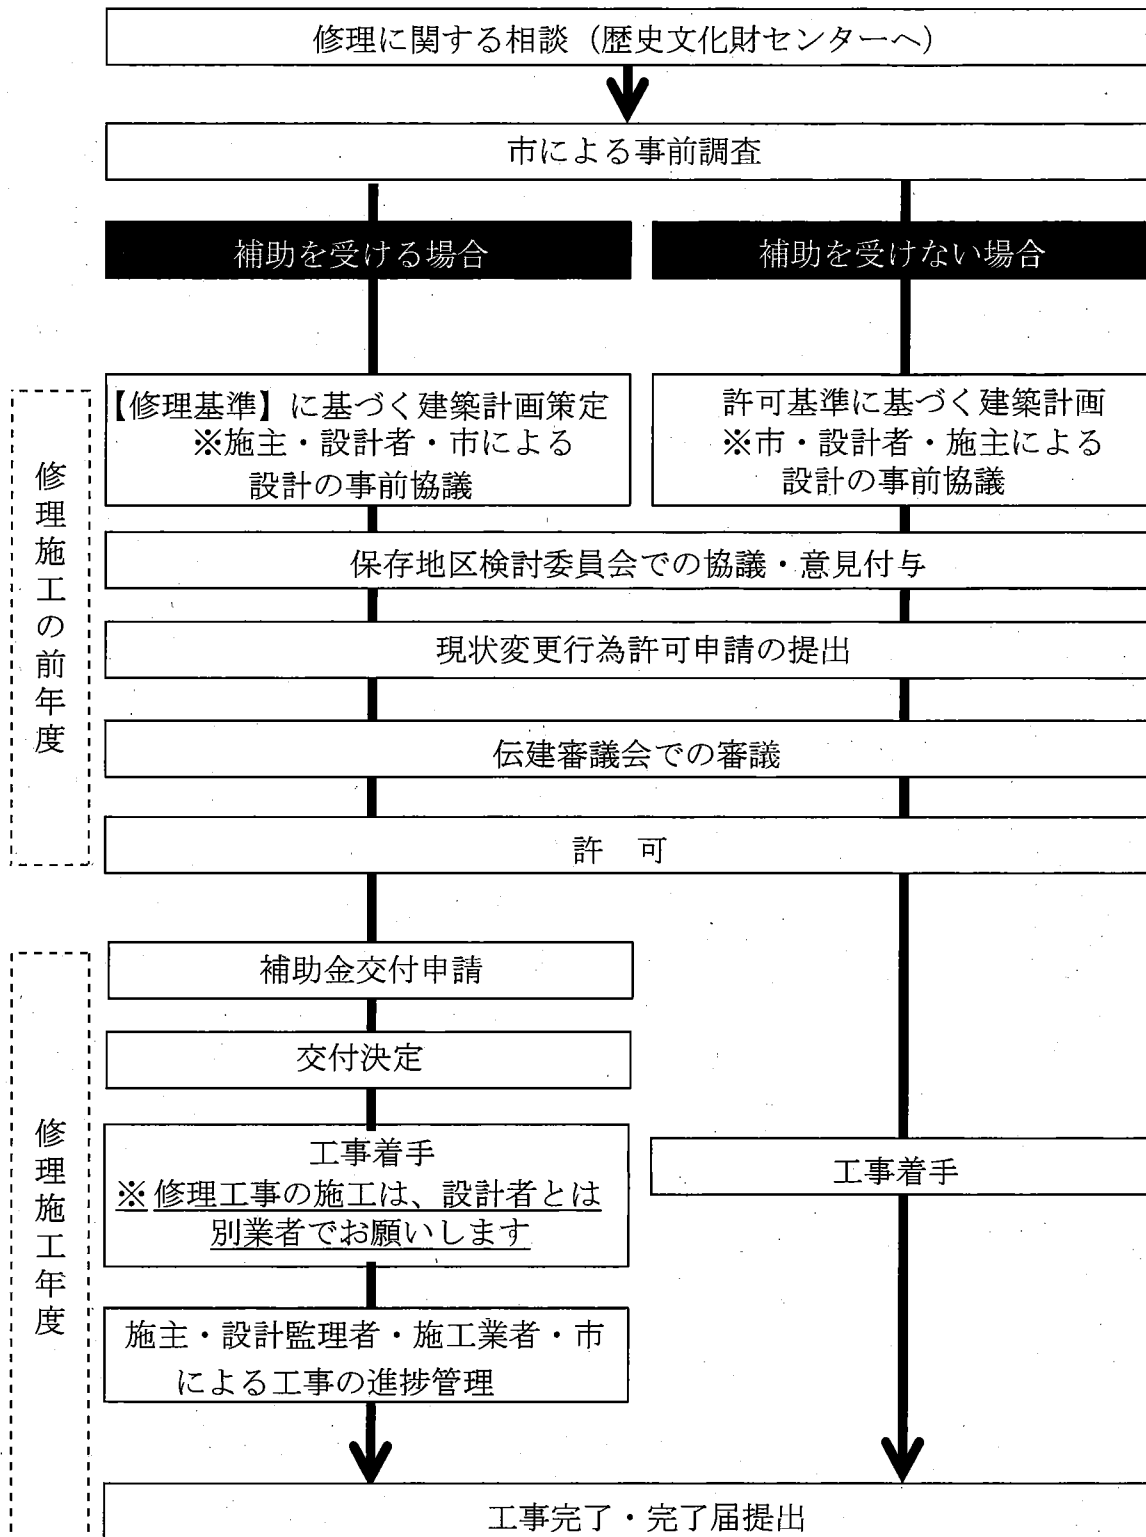 修理に関する相談（歴史文化財センターへ）
市による事前調査
補助を受ける場合
補助を受けない場合
【修理基準】に基づく建築計画策定
※施主・設計者・市による
設計の事前協議
許可基準に基づく建築計画
※市・設計者・施主による
設計の事前協議
修理施工の前年度
保存地区検討委員会での協議・意見付与
現状変更行為許可申請の提出
伝建審議会での審議
許　可
補助金交付申請
交付決定
修理施工年度
工事着手
※修理工事の施工は、設計者とは
別業者でお願いします
工事着手
施主・設計監理者・施工業者・市
による工事の進捗管理
工事完了・完了届提出